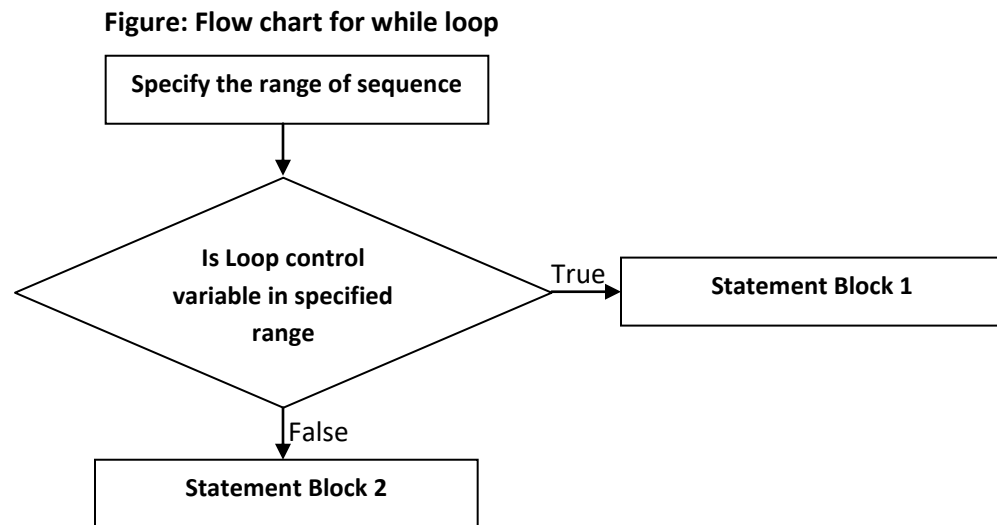 Figure: Flow chart for while loop
Specify the range of sequence
Is Loop control
variable in specified
range
True
Statement Block 1
False
Statement Block 2